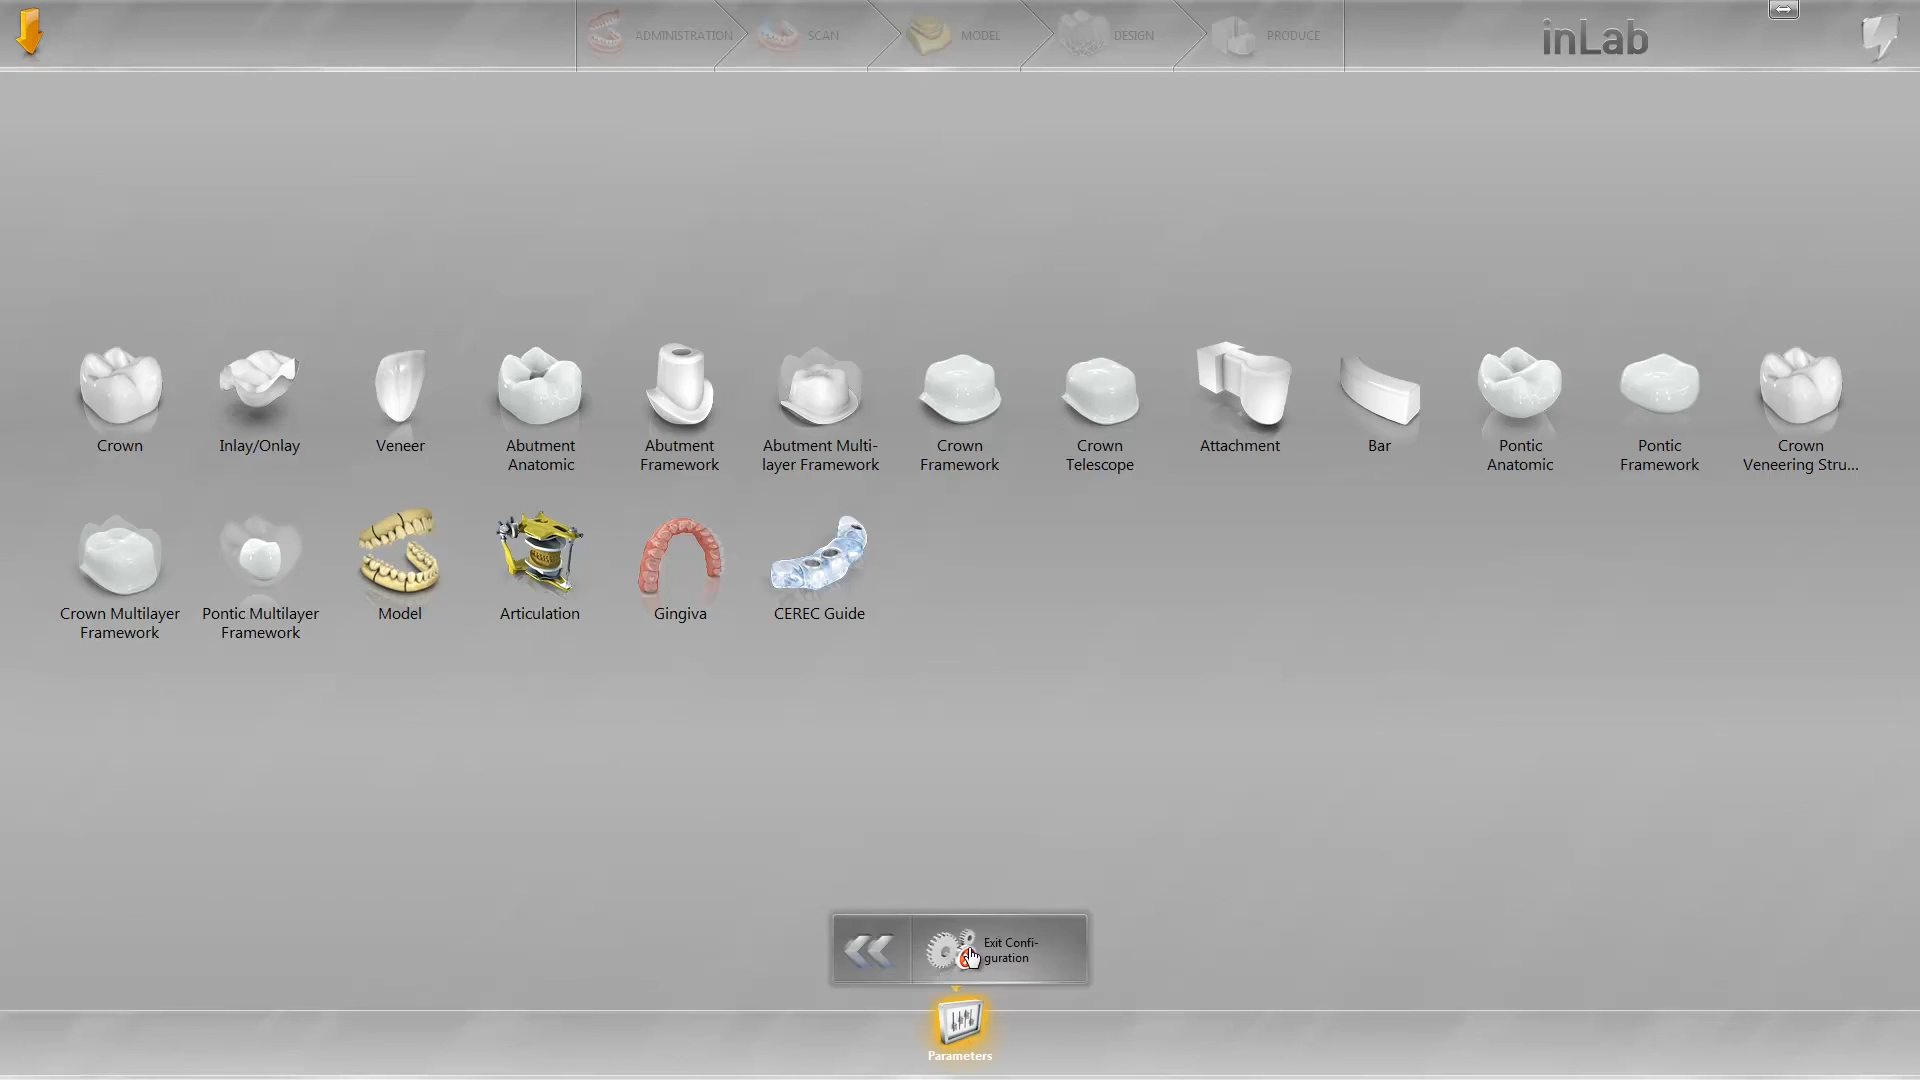 ADMINISTRATION
SCAN
MODEL
DESIGN
PRODUCE
inLab
Crown
Inlay/Onlay
Veneer
Abutment
Anatomic
Abutment
Framework
Abutment Multi-
layer Framework
Crown
Framework
Crown
Telescope
Attachment
Bar
Pontic
Anatomic
Pontic
Framework
Crown
Veneering Stru...
Crown Multilayer
Framework
Pontic Multilayer
Framework
Model
Articulation
Gingiva
CEREC Guide
Exit Confi-
guration
Parameters